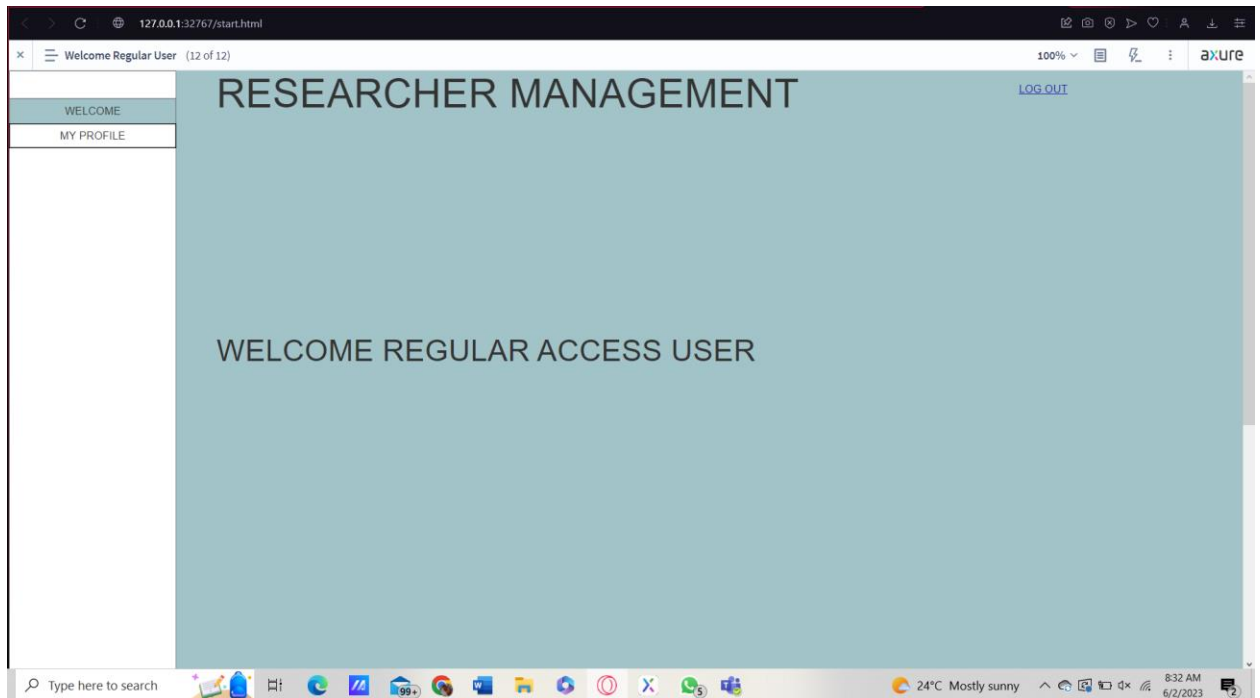 127.0.0.1:32767/start.html
Welcome Regular User (12 of 12)
100%
axure
RESEARCHER MANAGEMENT
LOG OUT
WELCOME
MY PROFILE
WELCOME REGULAR ACCESS USER
Type here to search
99+
W
X
5
24°C Mostly sunny
8:32 AM
6/2/2023
2